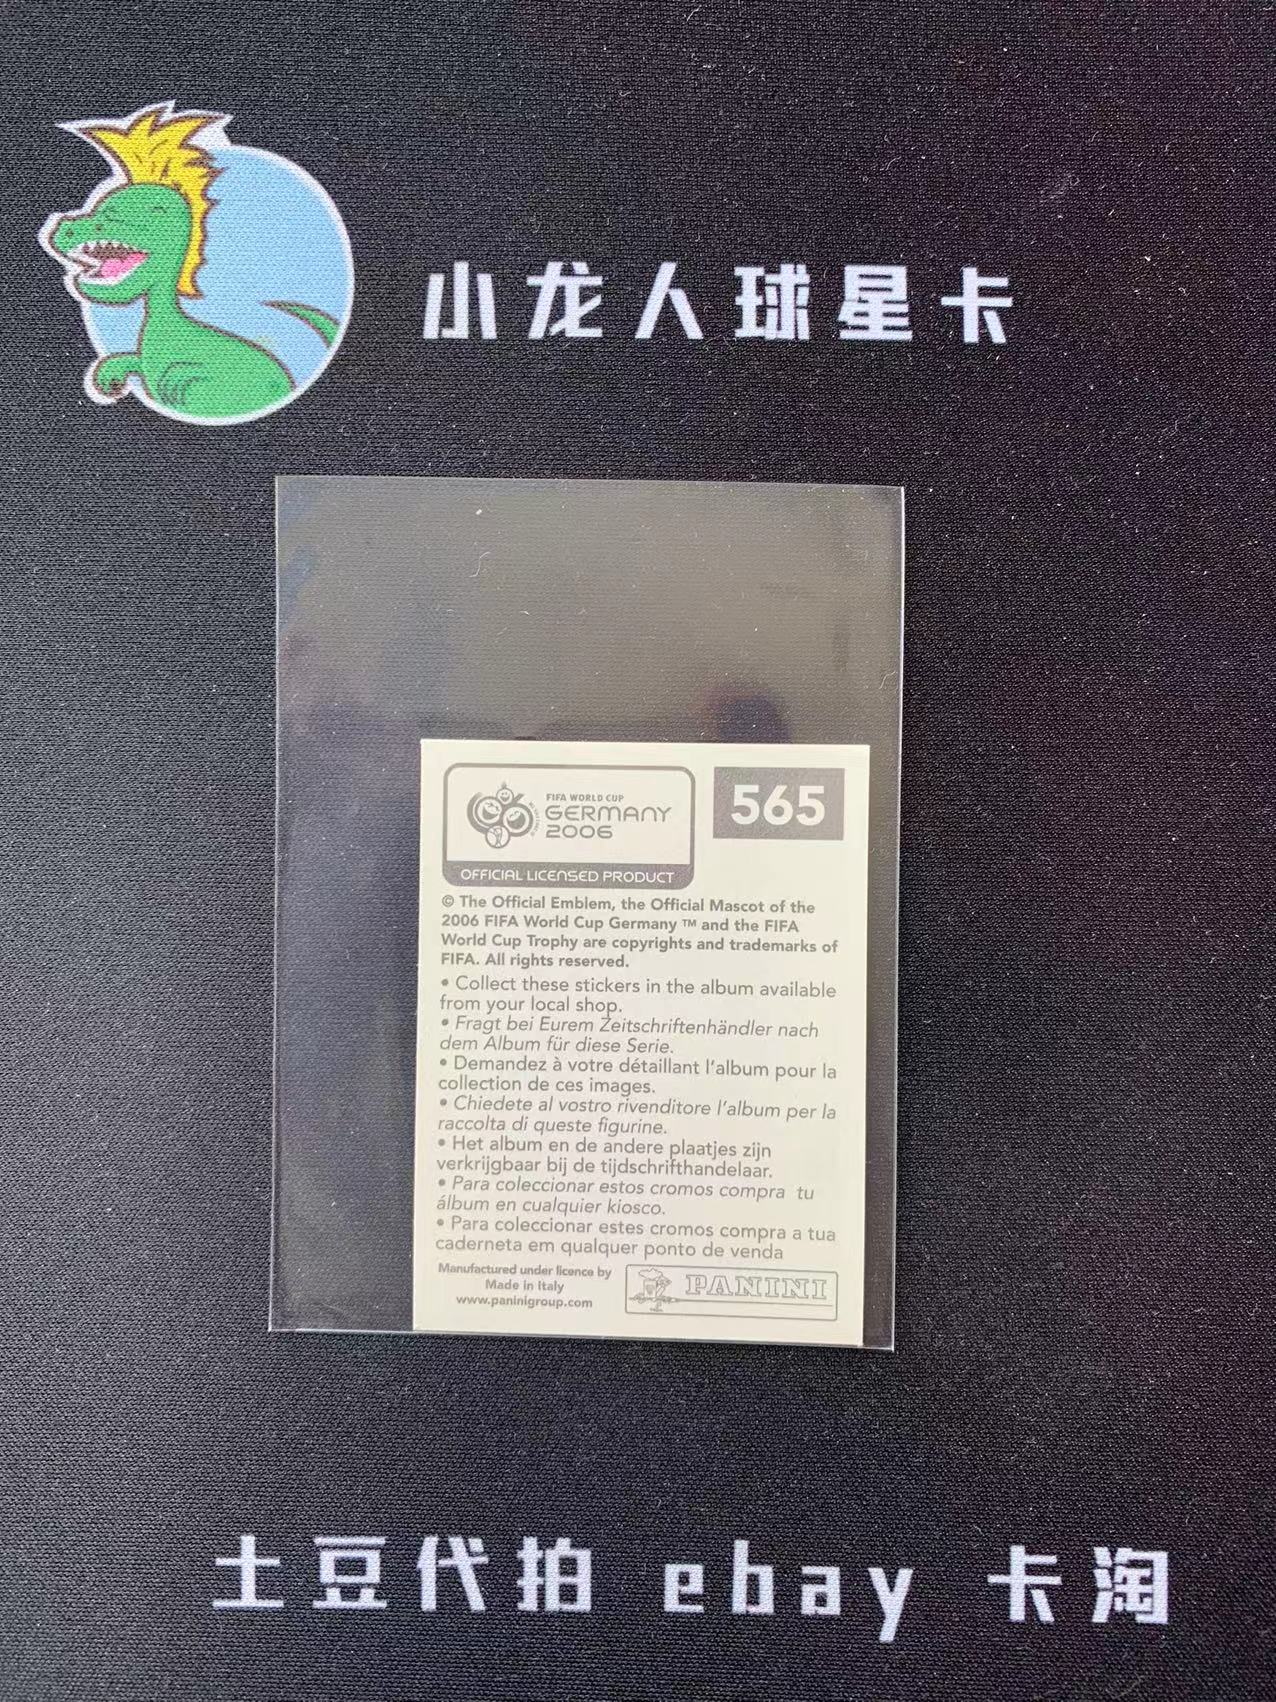 小龙人球星卡
FIFA WORLD CUP
GERMANY
2006
OFFICIAL LICENSED PRODUCT
565
© The Official Emblem, the Official Mascot of the
2006 FIFA World Cup Germany ™ and the FIFA
World Cup Trophy are copyrights and trademarks of
FIFA. All rights reserved.
• Collect these stickers in the album available
from your local shop.
• Fragt bei Eurem Zeitschriftenhändler nach
dem Album für diese Serie.
• Demandez à votre détaillant l'album pour la
collection de ces images.
• Chiedete al vostro rivenditore l'album per la
raccolta di queste figurine.
• Het album en de andere plaatjes zijn
verkrijgbaar bij de tijdschrifthandelaar.
• Para coleccionar estos cromos compra tu
álbum en cualquier kiosco.
• Para coleccionar estes cromos compra a tua
caderneta em qualquer ponto de venda
Manufactured under licence by
Made in Italy
www.paninigroup.com
PANINI
土豆代拍 ebay 卡淘